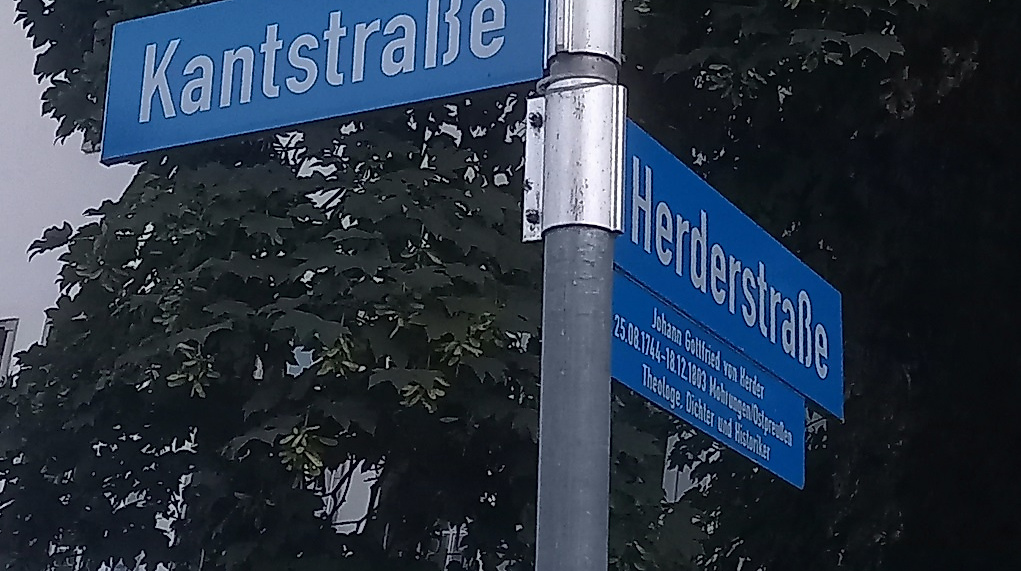 Kantstraße
Herderstraße
Johann Gottfried von Herder
25.08.1744-18.12.1803 Mohrungen/Ostpreußen
Theologe, Dichter und Historiker